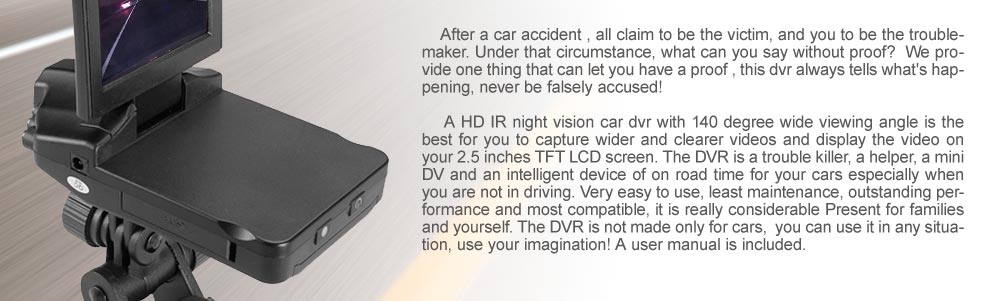 After a car accident , all claim to be the victim, and you to be the trouble-
maker. Under that circumstance, what can you say without proof?  We pro-
vide one thing that can let you have a proof , this dvr always tells what's hap-
pening, never be falsely accused!
A HD IR night vision car dvr with 140 degree wide viewing angle is the
best for you to capture wider and clearer videos and display the video on
your 2.5 inches TFT LCD screen. The DVR is a trouble killer, a helper, a mini
DV and an intelligent device of on road time for your cars especially when
you are not in driving. Very easy to use, least maintenance, outstanding per-
formance and most compatible, it is really considerable Present for families
and yourself. The DVR is not made only for cars,  you can use it in any situa-
tion, use your imagination! A user manual is included.